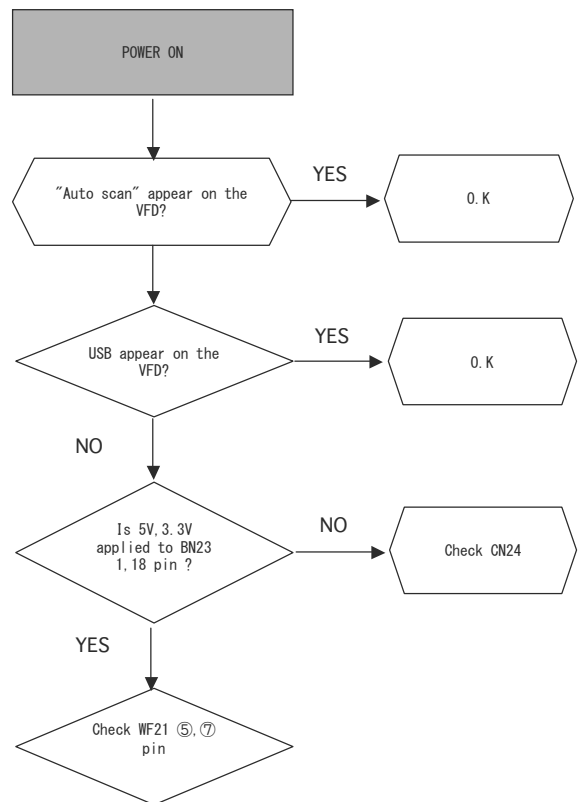 POWER ON
"Auto scan" appear on the
VFD?
YES
O.K
USB appear on the
VFD?
YES
O.K
NO
Is 5V,3.3V
applied to BN23
1,18 pin ?
NO
Check CN24
YES
Check WF21 ⑤,⑦
pin